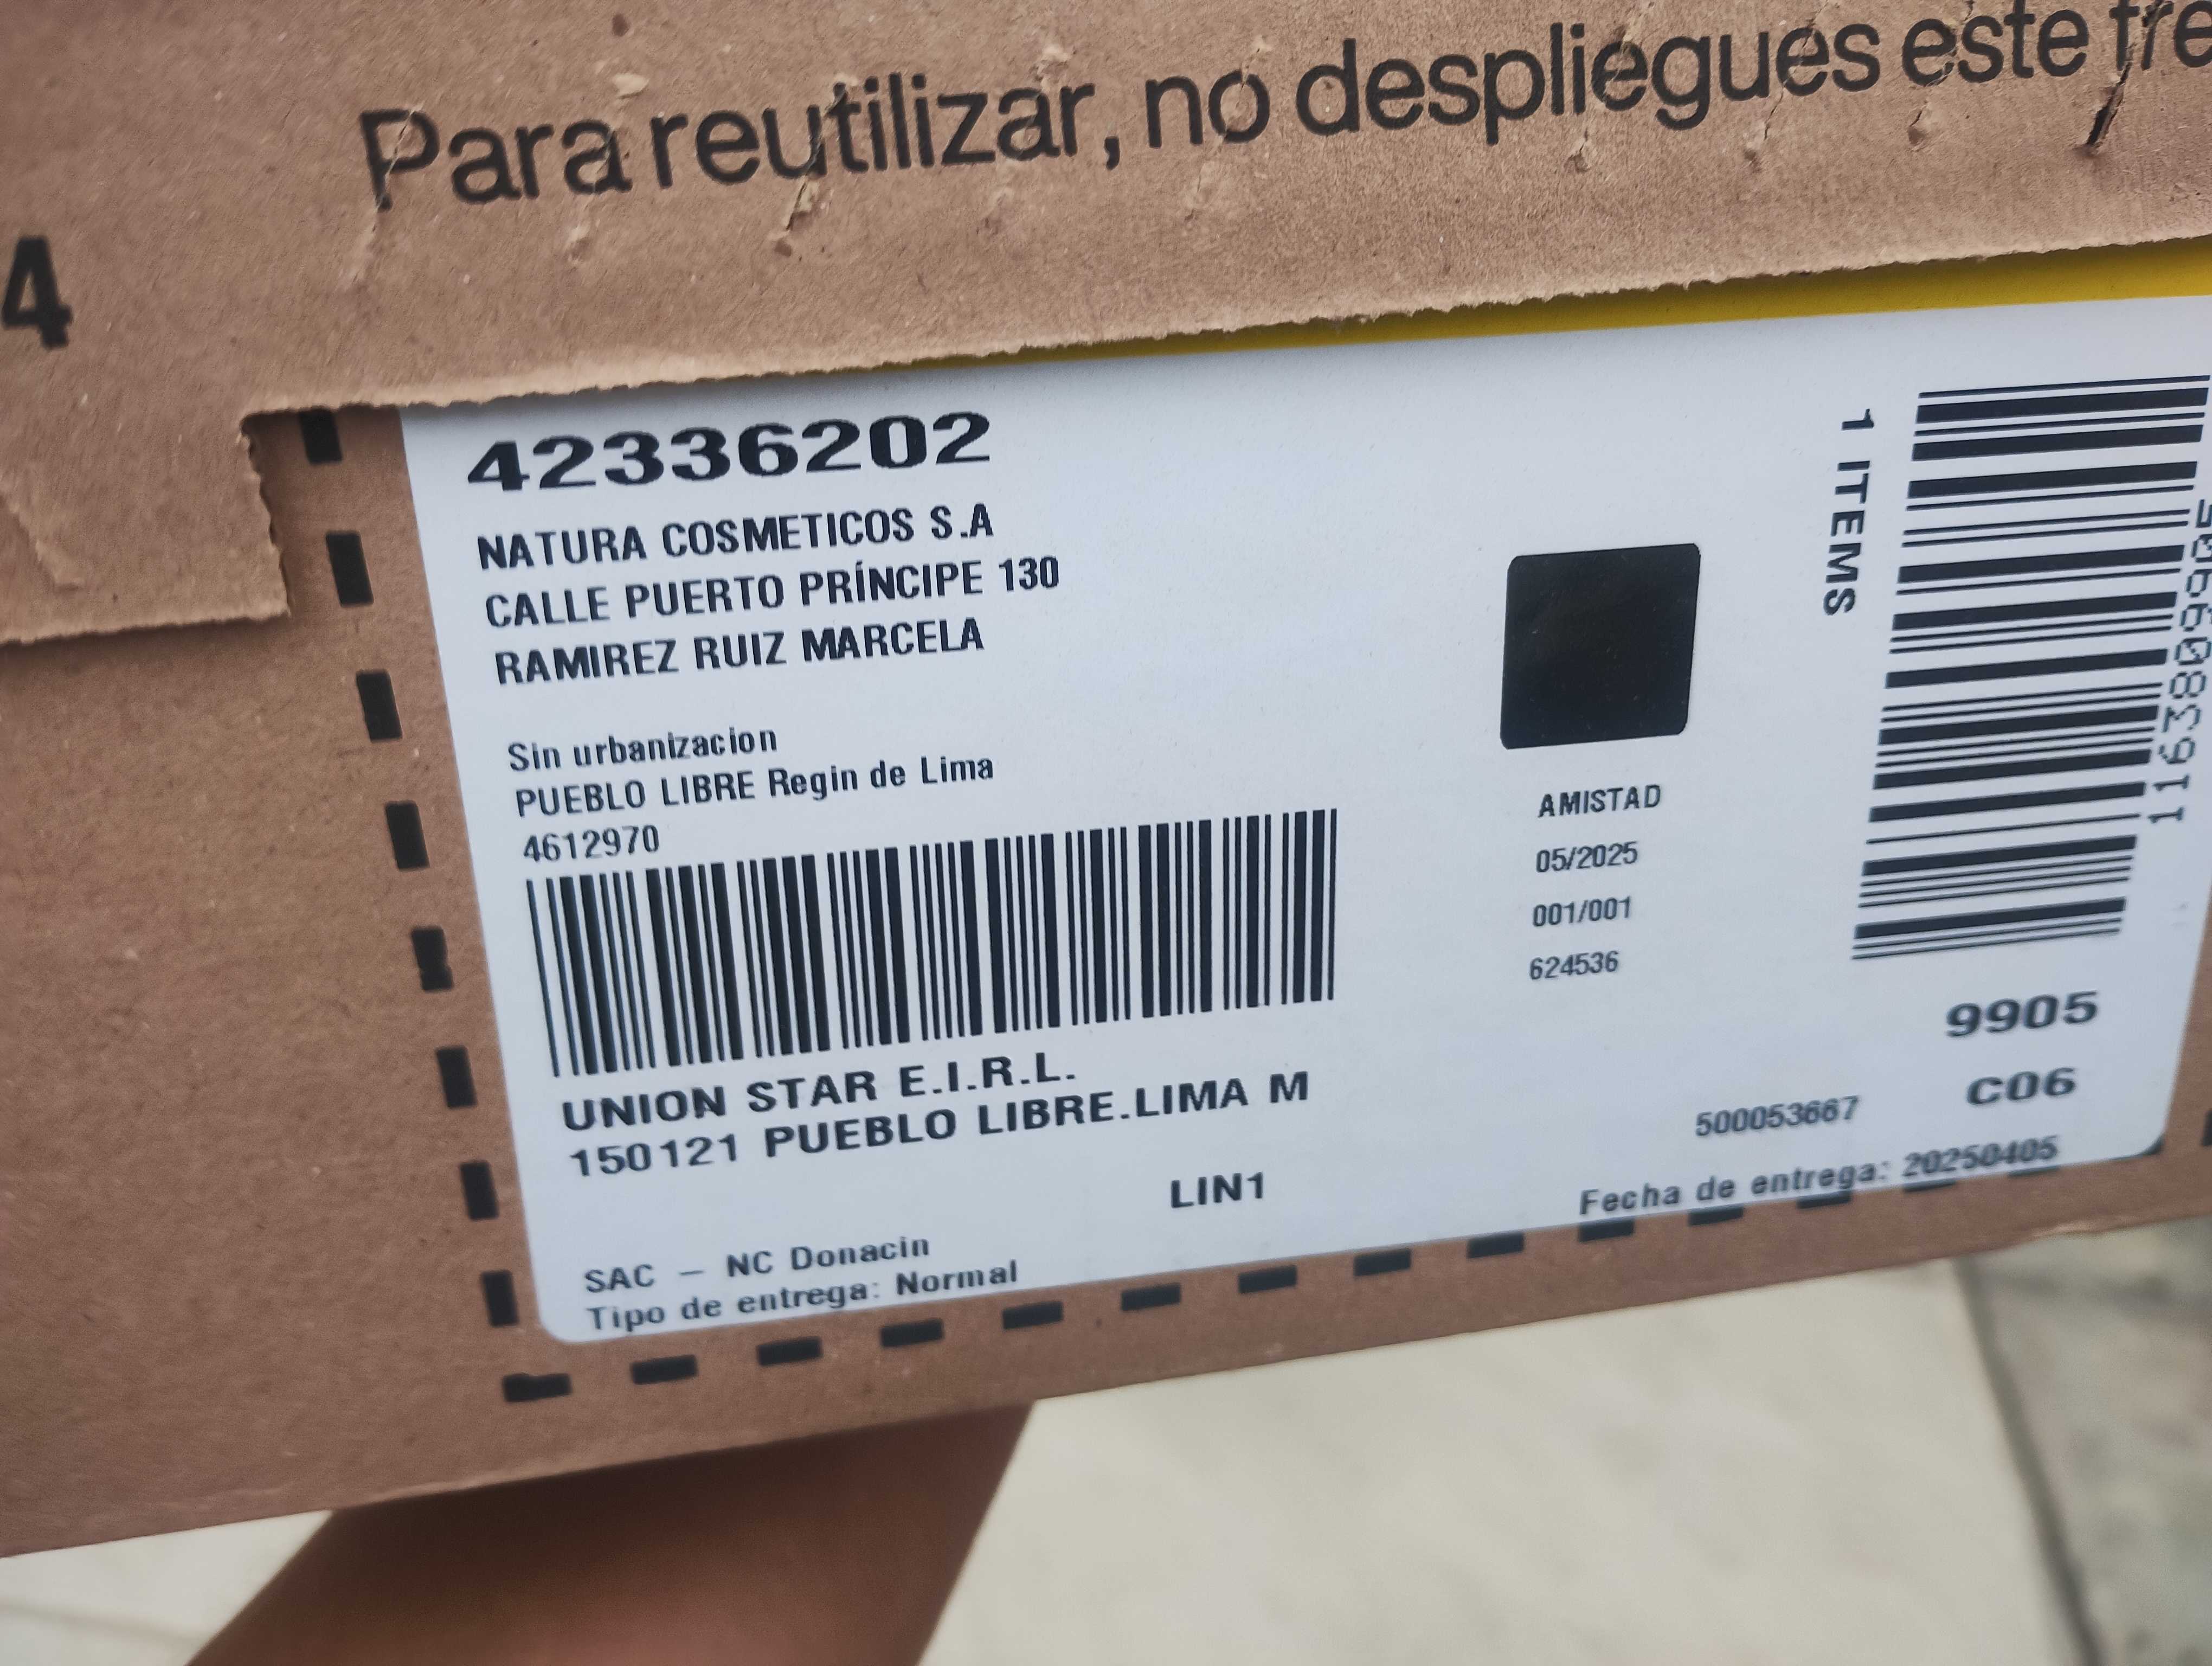 Para reutilizar, no despliegues este fre
4
42336202
NATURA COSMETICOS S.A
CALLE PUERTO PRÍNCIPE 130
RAMIREZ RUIZ MARCELA
Sin urbanizacion
PUEBLO LIBRE Regin de Lima
4612970
UNION STAR E.I.R.L.
150121 PUEBLO LIBRE.LIMA M
LIN1
SAC – NC Donacin
Tipo de entrega: Normal
AMISTAD
05/2025
001/001
624536
1 ITEMS
9905
C06
500053667
Fecha de entrega: 20250405